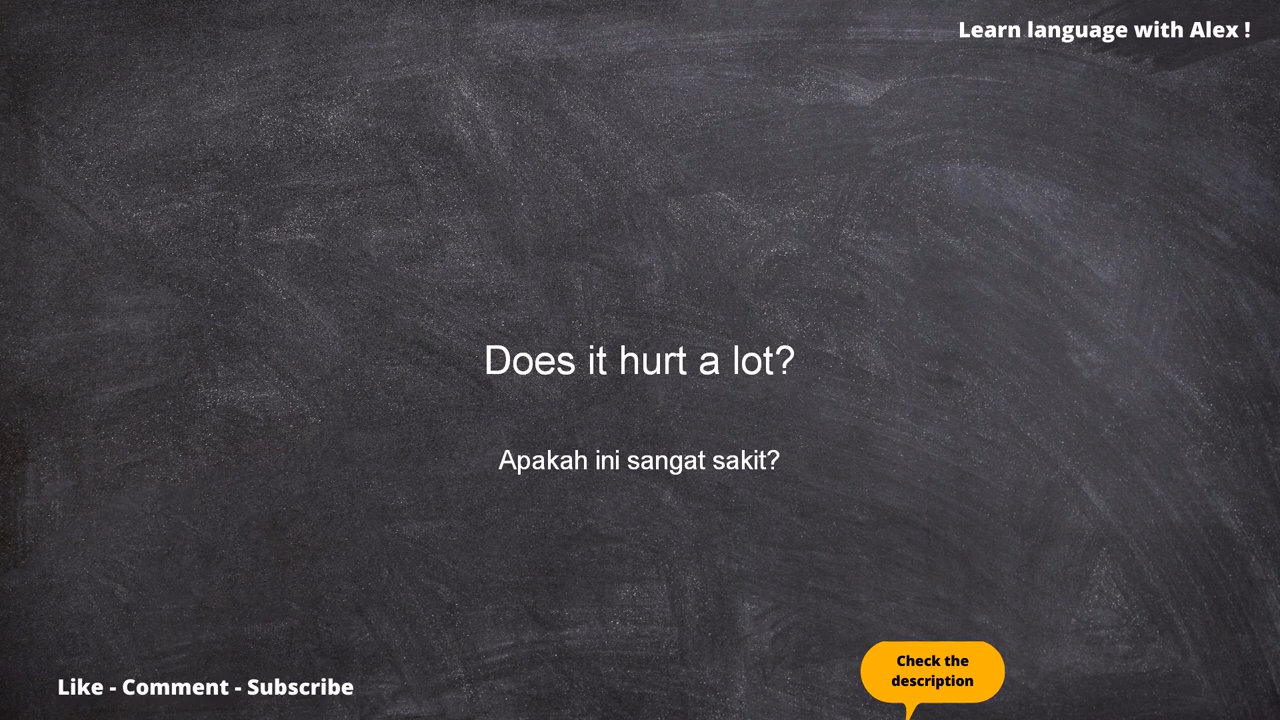 Learn language with Alex !
Does it hurt a lot?
Apakah ini sangat sakit?
Like - Comment - Subscribe
Check the
description